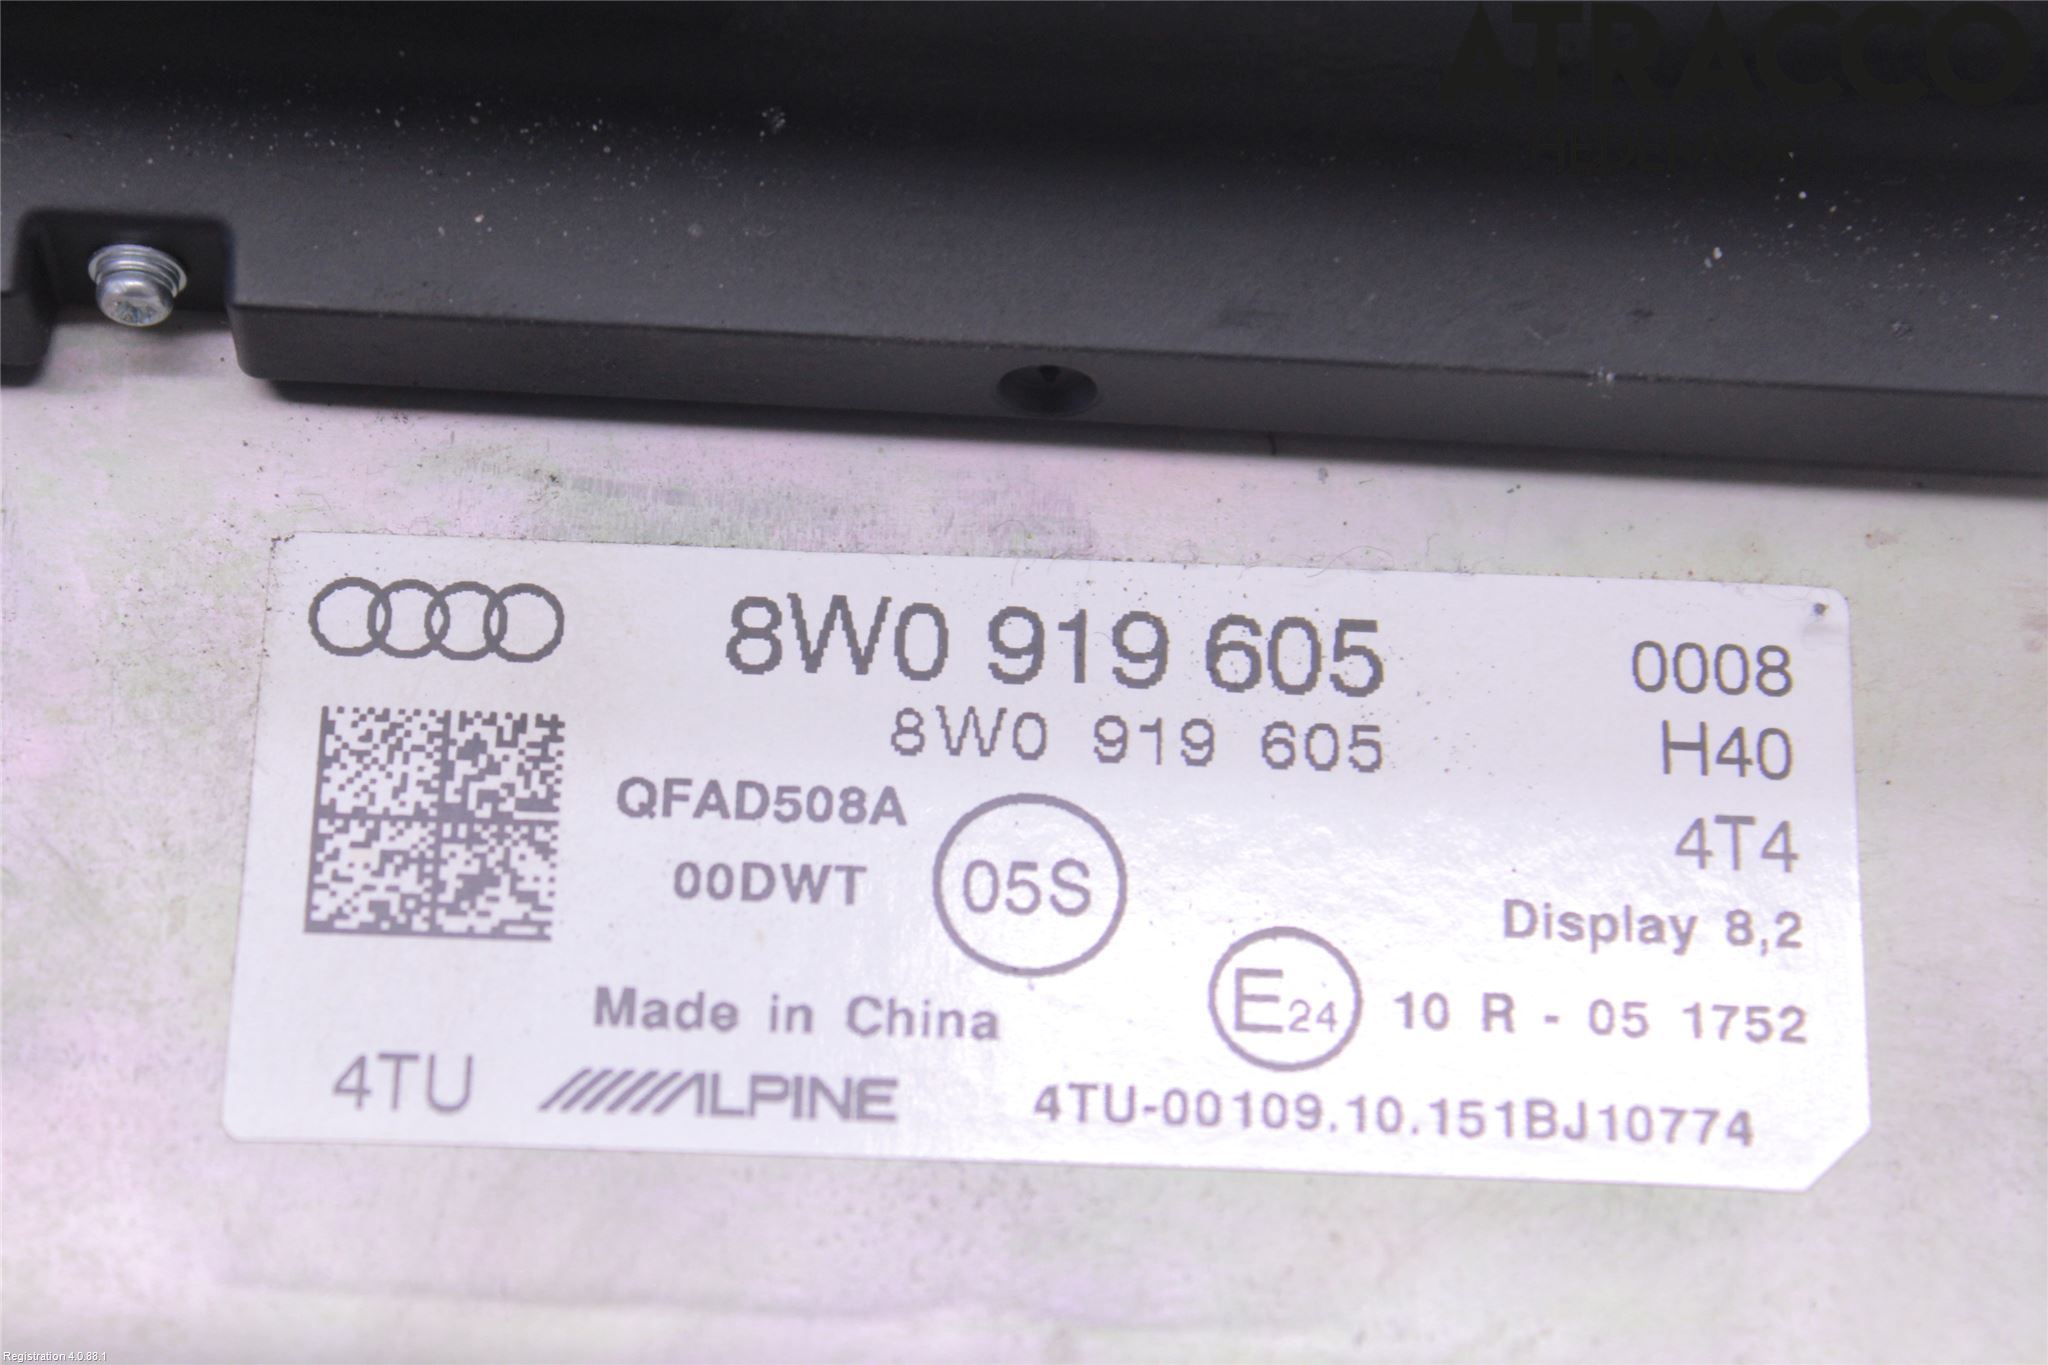 ATRACCO
HEDEMORA
8W0 919 605 0008
8W0 919 605 H40
QFAD508A
4T4
00DWT
05S
Display 8,2
Made in China
E24 10 R - 05 1752
4TU ALPINE 4TU-00109.10.151BJ10774
Registration 4.0.88.1